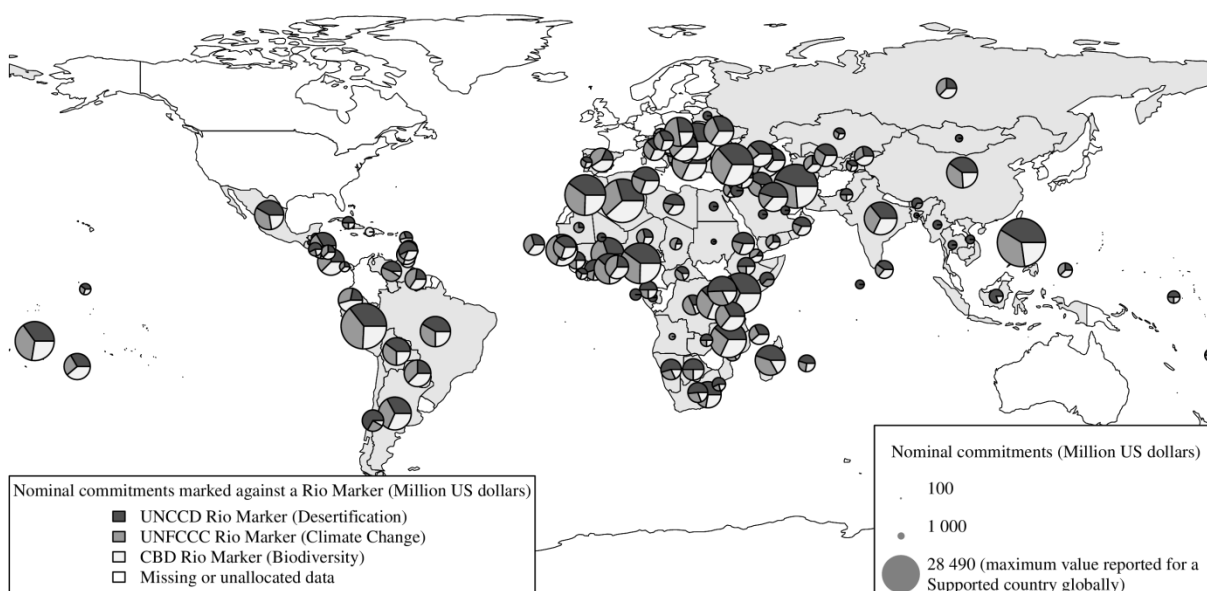 Nominal commitments marked against a Rio Marker (Million US dollars)
UNCCD Rio Marker (Desertification)
UNFCCC Rio Marker (Climate Change)
CBD Rio Marker (Biodiversity)
Missing or unallocated data
Nominal commitments (Million US dollars)
100
1 000
28 490 (maximum value reported for a
Supported country globally)